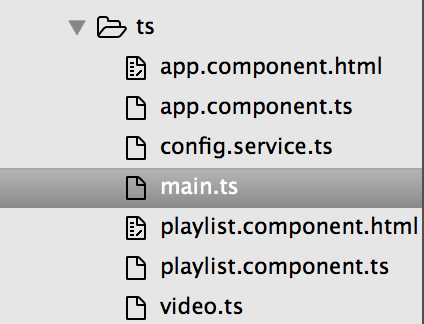 ts
app.component.html
app.component.ts
config.service.ts
main.ts
playlist.component.html
playlist.component.ts
video.ts